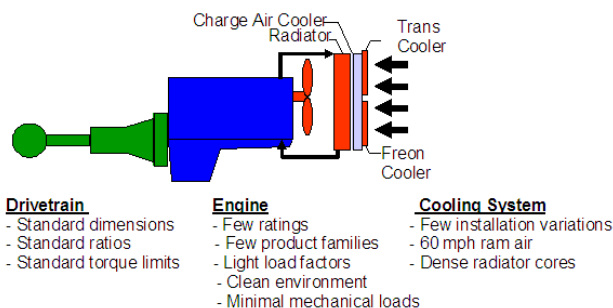 Charge Air Cooler
Radiator
Trans
Cooler
Freon
Cooler
Drivetrain
- Standard dimensions
- Standard ratios
- Standard torque limits
Engine
- Few ratings
- Few product families
- Light load factors
- Clean environment
- Minimal mechanical loads
Cooling System
- Few installation variations
- 60 mph ram air
- Dense radiator cores